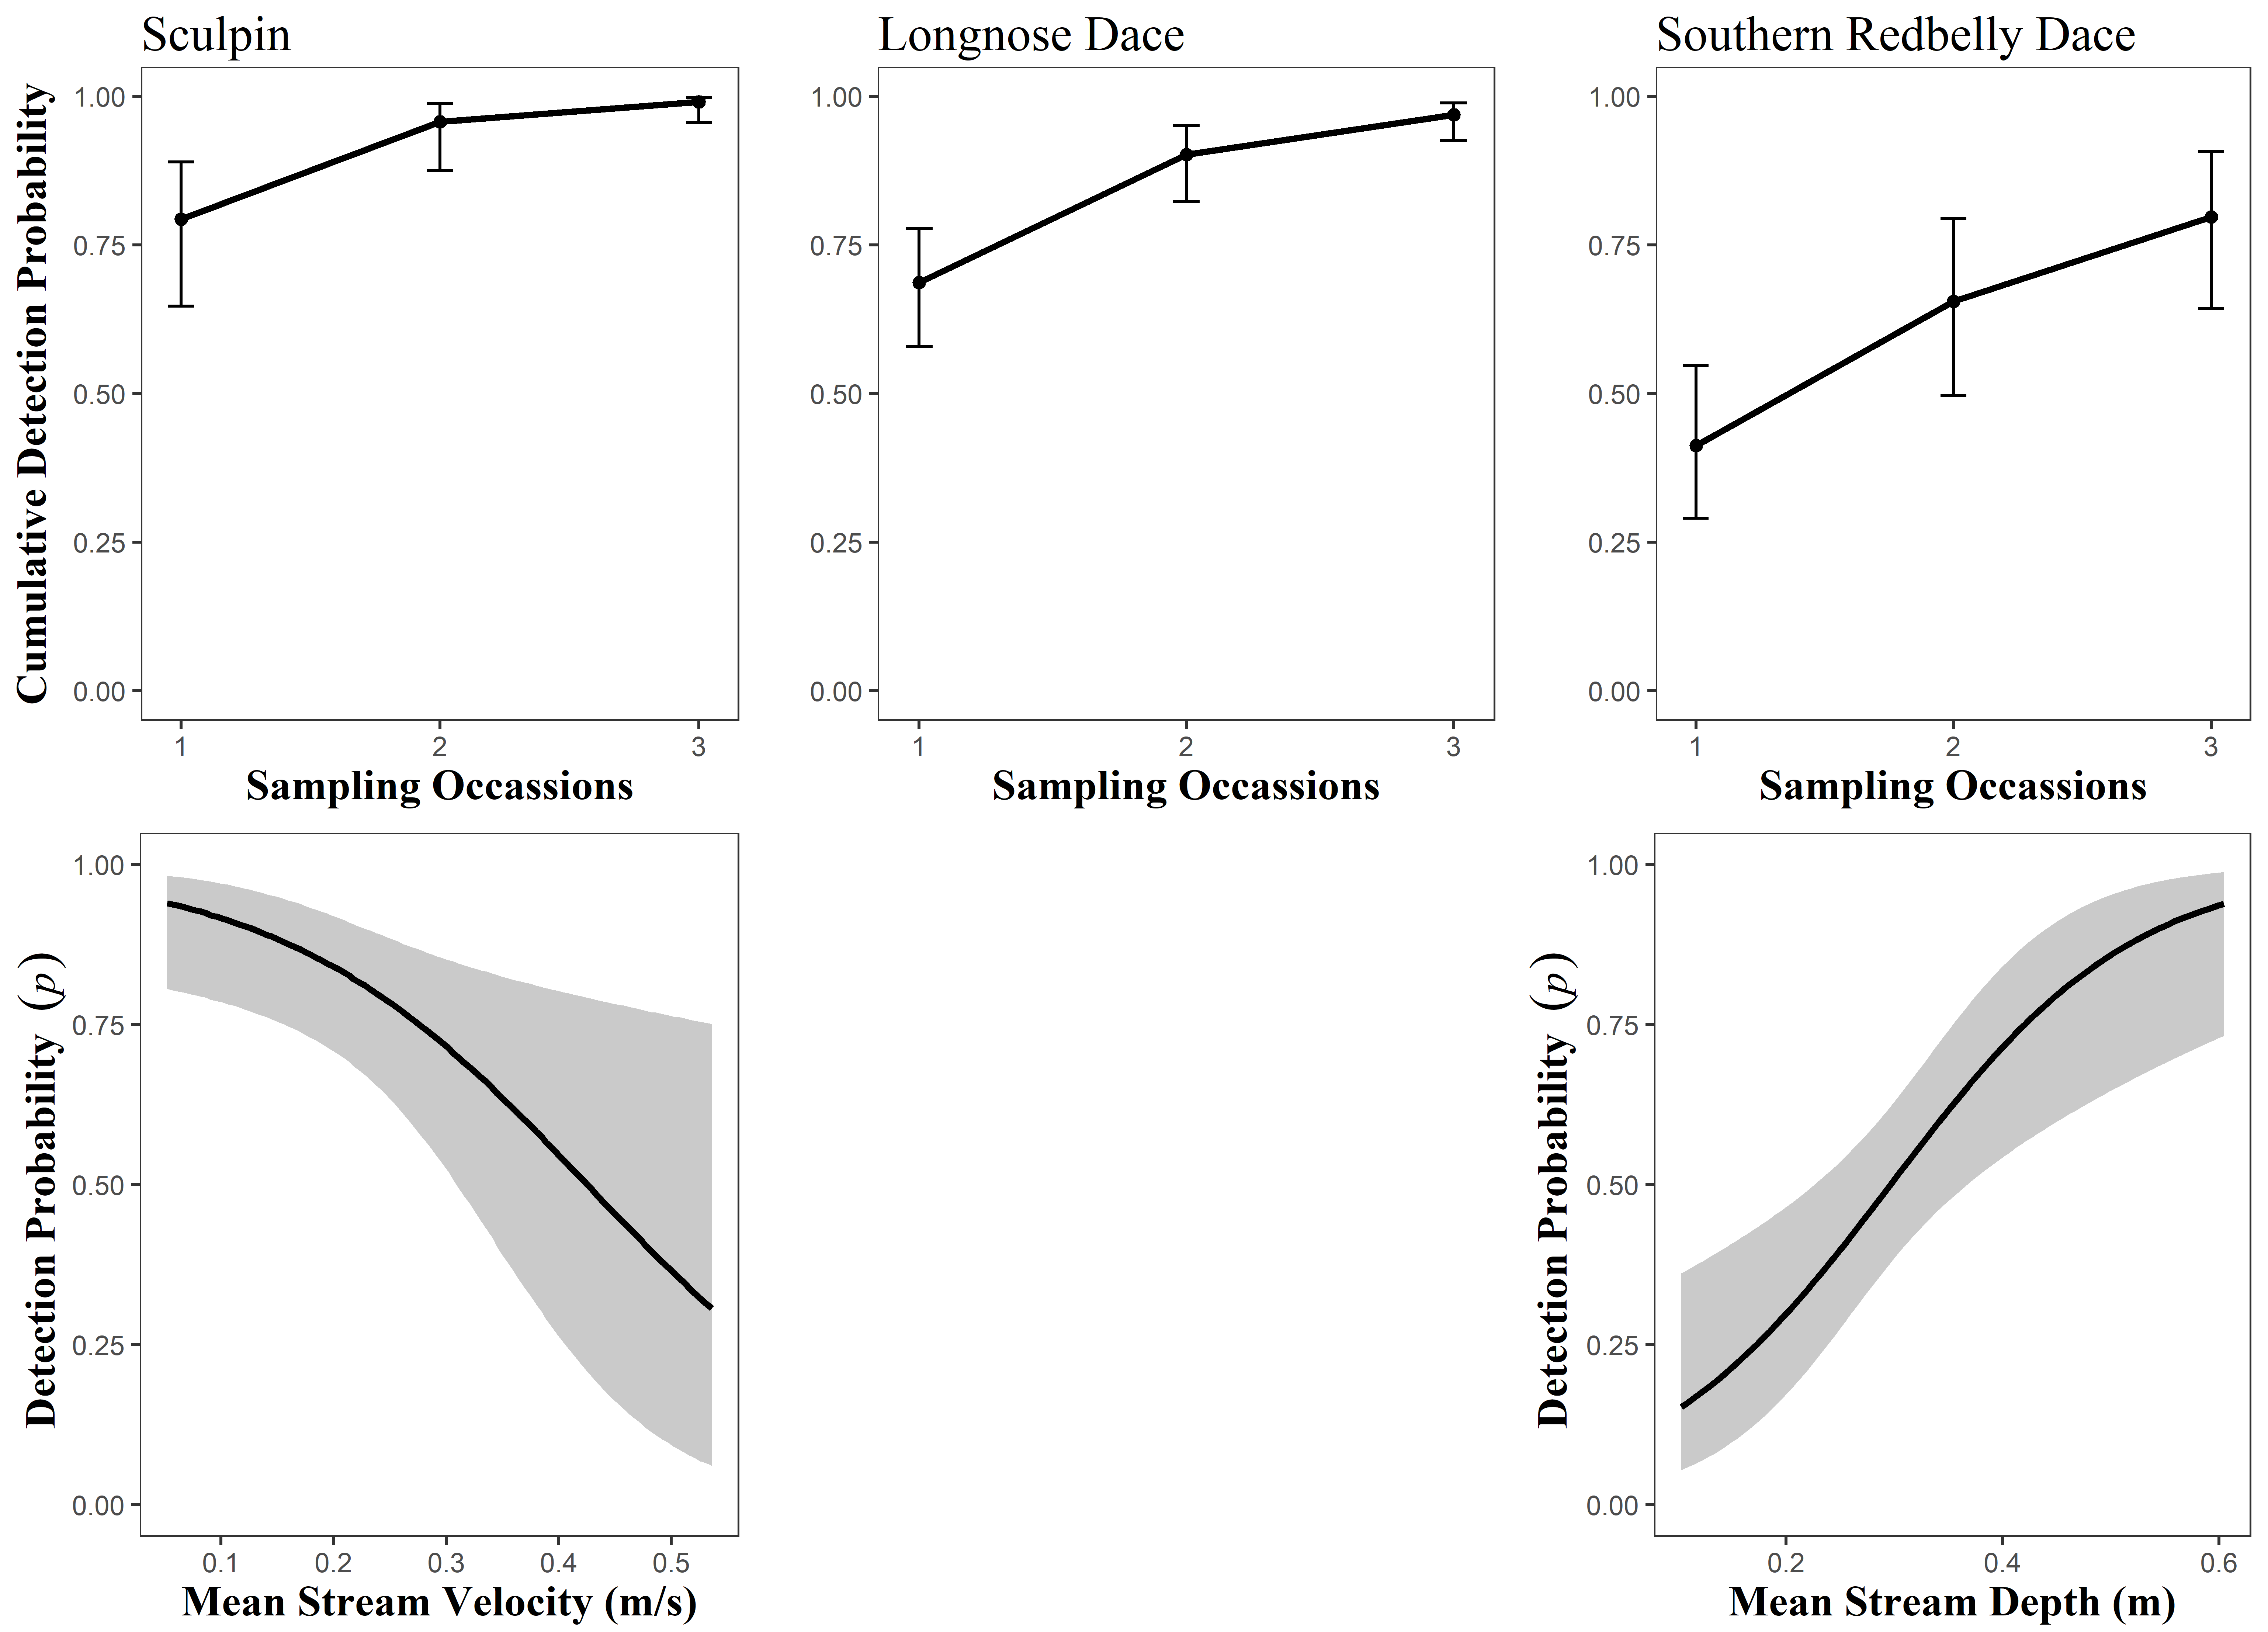 Sculpin
Longnose Dace
Southern Redbelly Dace
Cumulative Detection Probability
1.00
0.75
0.50
0.25
0.00
1 2 3
Sampling Occassions
1.00
0.75
0.50
0.25
0.00
1 2 3
Sampling Occassions
1.00
0.75
0.50
0.25
0.00
1 2 3
Sampling Occassions
Detection Probability (p)
1.00
0.75
0.50
0.25
0.00
0.1 0.2 0.3 0.4 0.5
Mean Stream Velocity (m/s)
Detection Probability (p)
1.00
0.75
0.50
0.25
0.00
0.2 0.4 0.6
Mean Stream Depth (m)